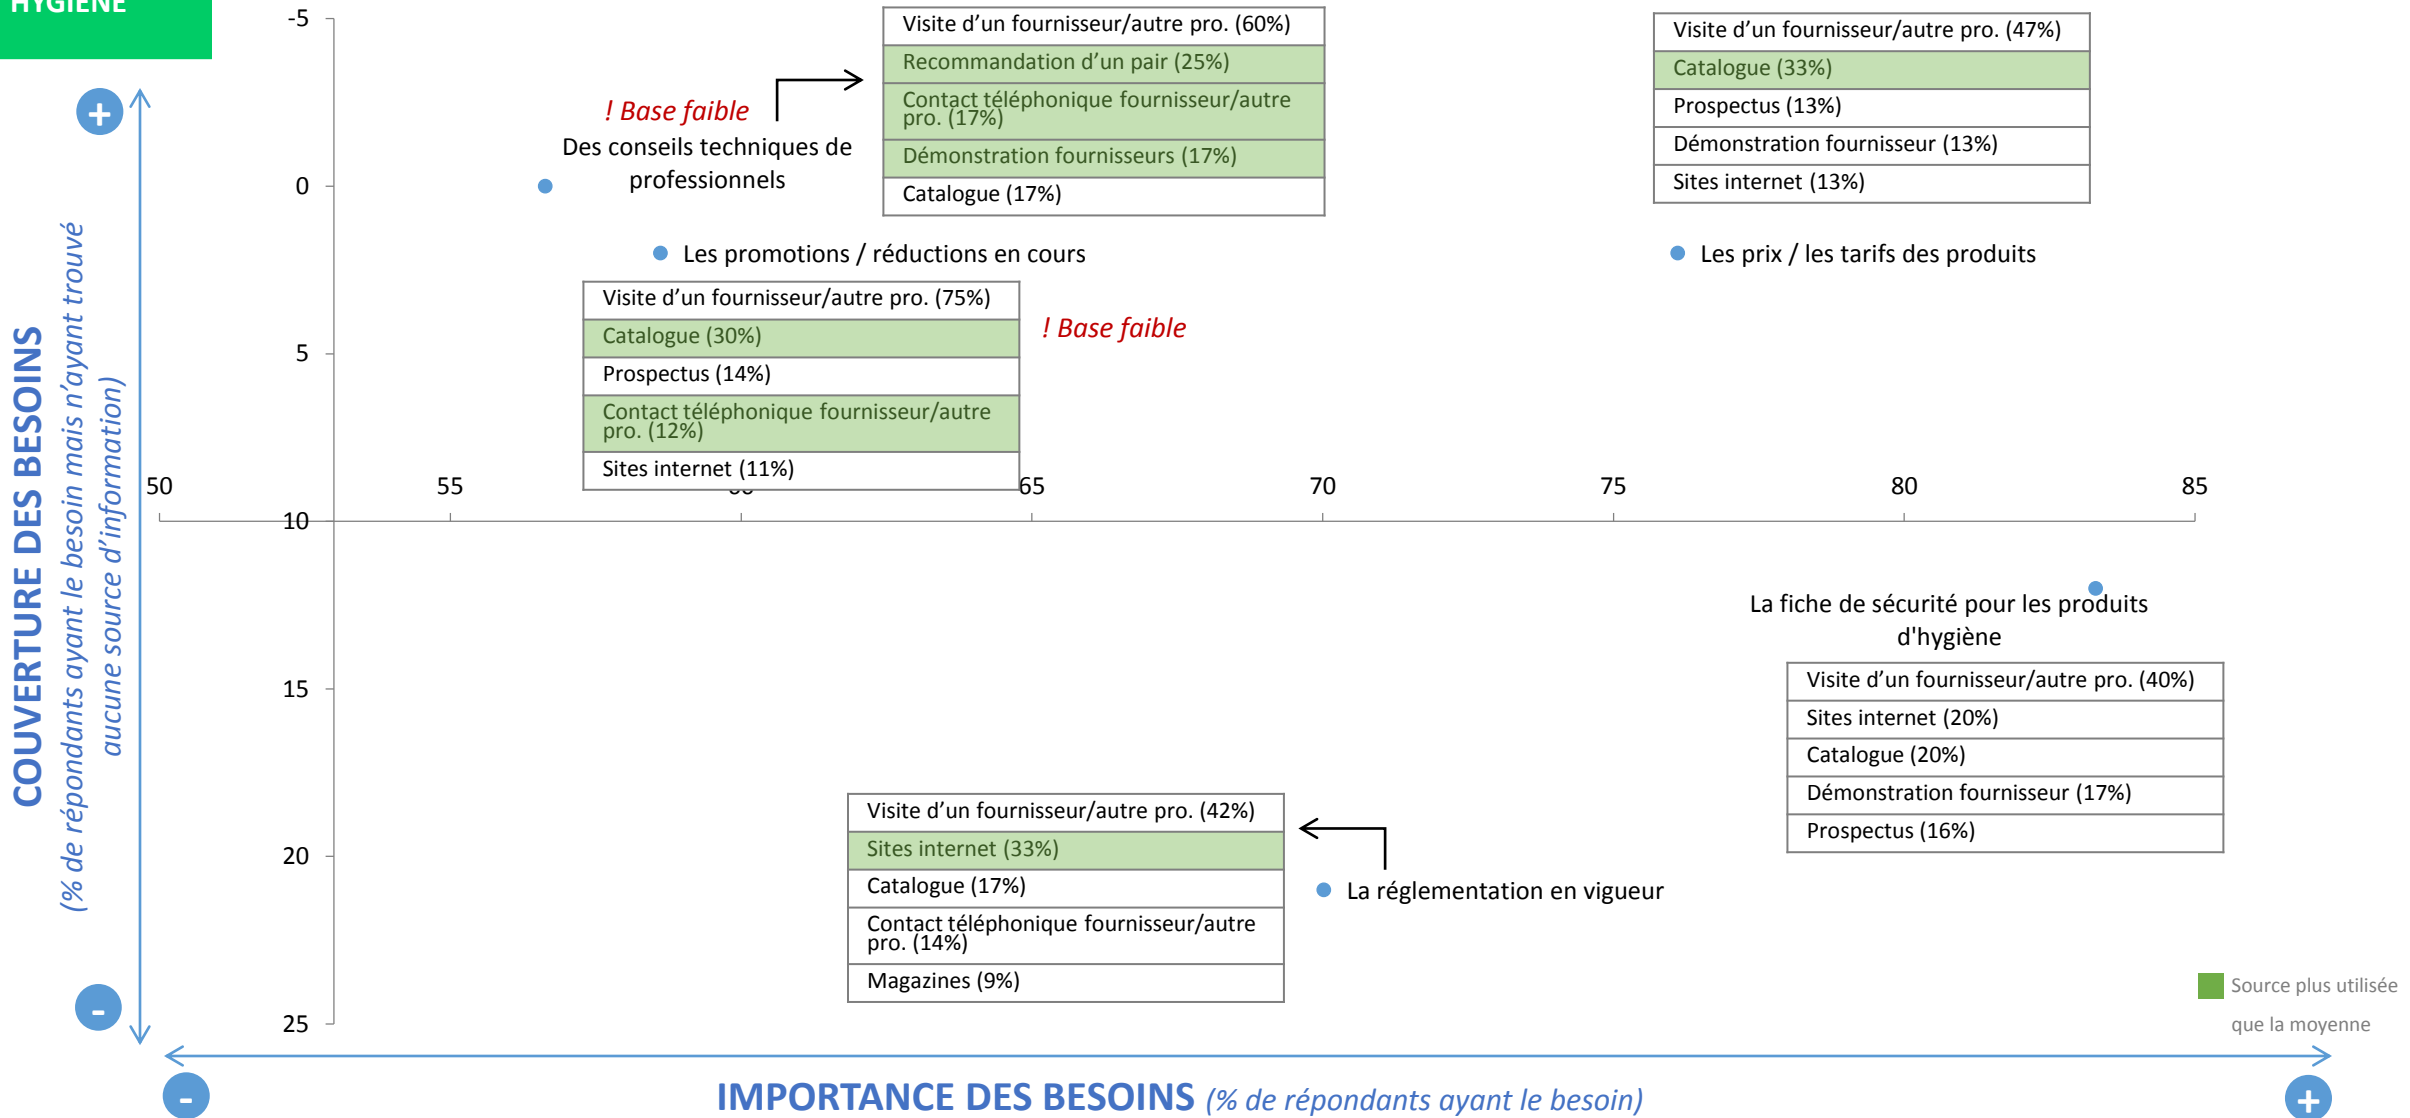 HYGIENE
-5
0
5
10
15
20
25
50
55
65
70
75
80
85
+
-
COUVERTURE DES BESOINS
(% de répondants ayant le besoin mais n'ayant trouvé
aucune source d'information)
! Base faible
Des conseils techniques de
professionnels
Visite d'un fournisseur/autre pro. (60%)
Recommandation d'un pair (25%)
Contact téléphonique fournisseur/autre
pro. (17%)
Démonstration fournisseurs (17%)
Catalogue (17%)
Visite d'un fournisseur/autre pro. (47%)
Catalogue (33%)
Prospectus (13%)
Démonstration fournisseur (13%)
Sites internet (13%)
Les promotions / réductions en cours
Les prix / les tarifs des produits
Visite d'un fournisseur/autre pro. (75%)
Catalogue (30%)
Prospectus (14%)
Contact téléphonique fournisseur/autre
pro. (12%)
Sites internet (11%)
! Base faible
La fiche de sécurité pour les produits
d'hygiène
Visite d'un fournisseur/autre pro. (40%)
Sites internet (20%)
Catalogue (20%)
Démonstration fournisseur (17%)
Prospectus (16%)
Visite d'un fournisseur/autre pro. (42%)
Sites internet (33%)
Catalogue (17%)
Contact téléphonique fournisseur/autre
pro. (14%)
Magazines (9%)
La réglementation en vigueur
Source plus utilisée
que la moyenne
-
IMPORTANCE DES BESOINS (% de répondants ayant le besoin)
+